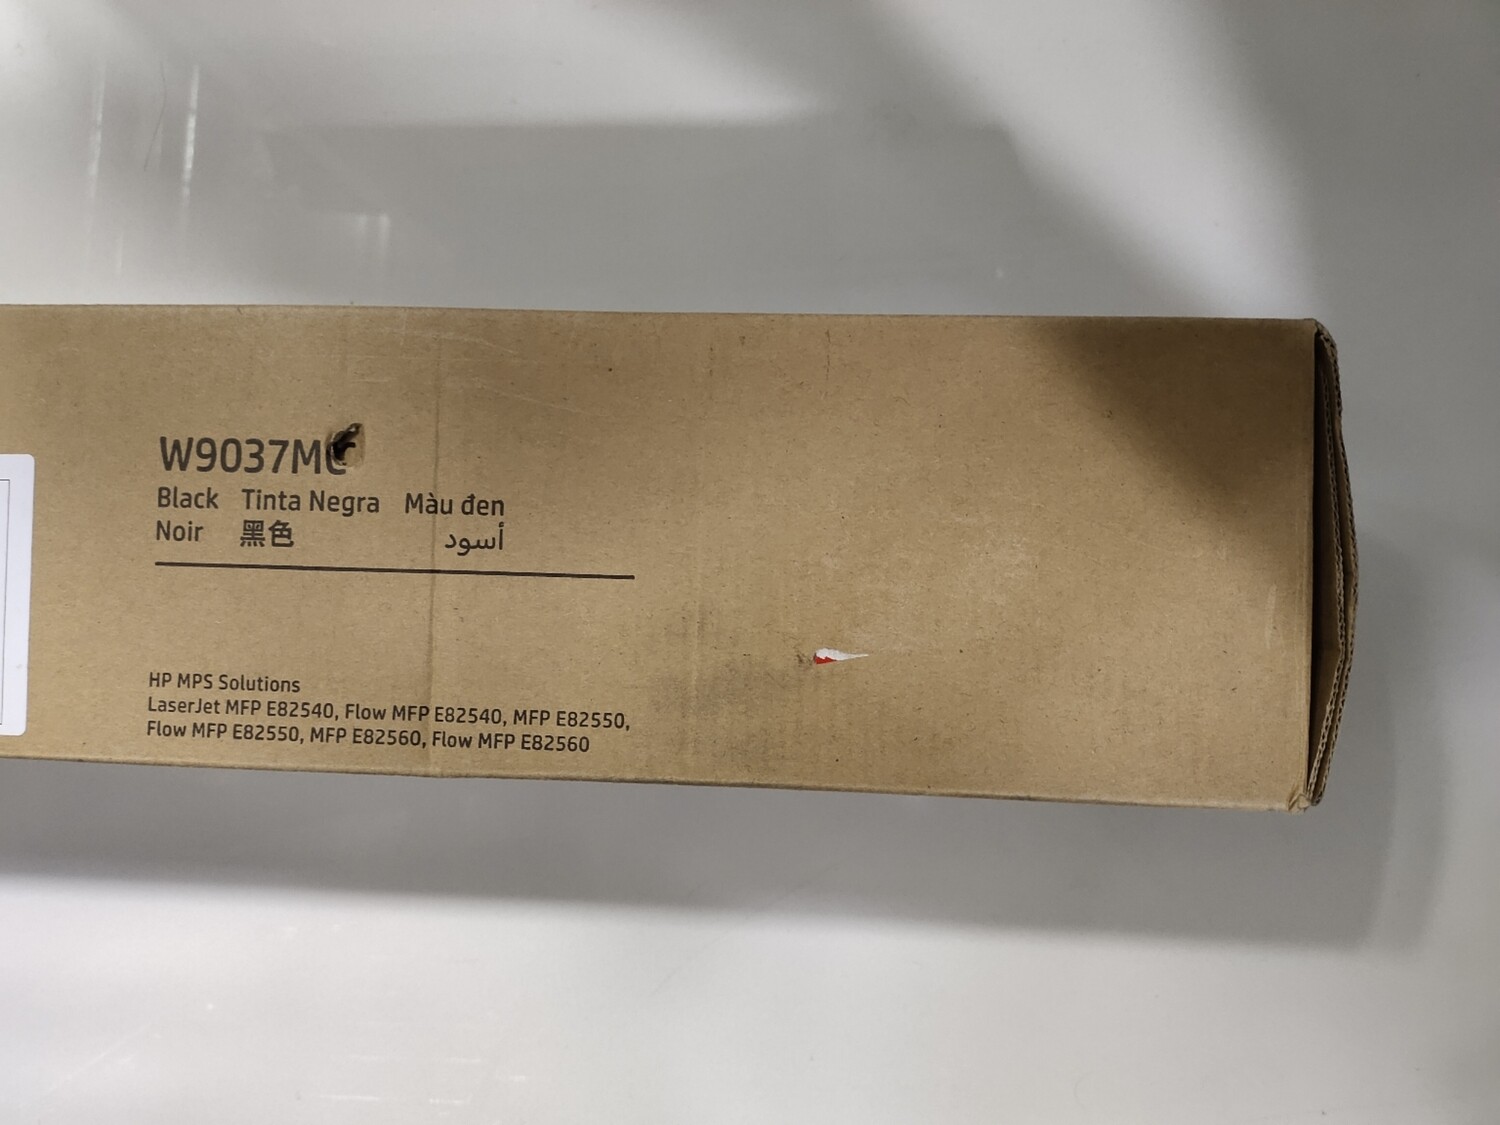 W9037MC
Black Tinta Negra Màu đen
Noir 黑色 أسود
HP MPS Solutions
LaserJet MFP E82540, Flow MFP E82540, MFP E82550,
Flow MFP E82550, MFP E82560, Flow MFP E82560